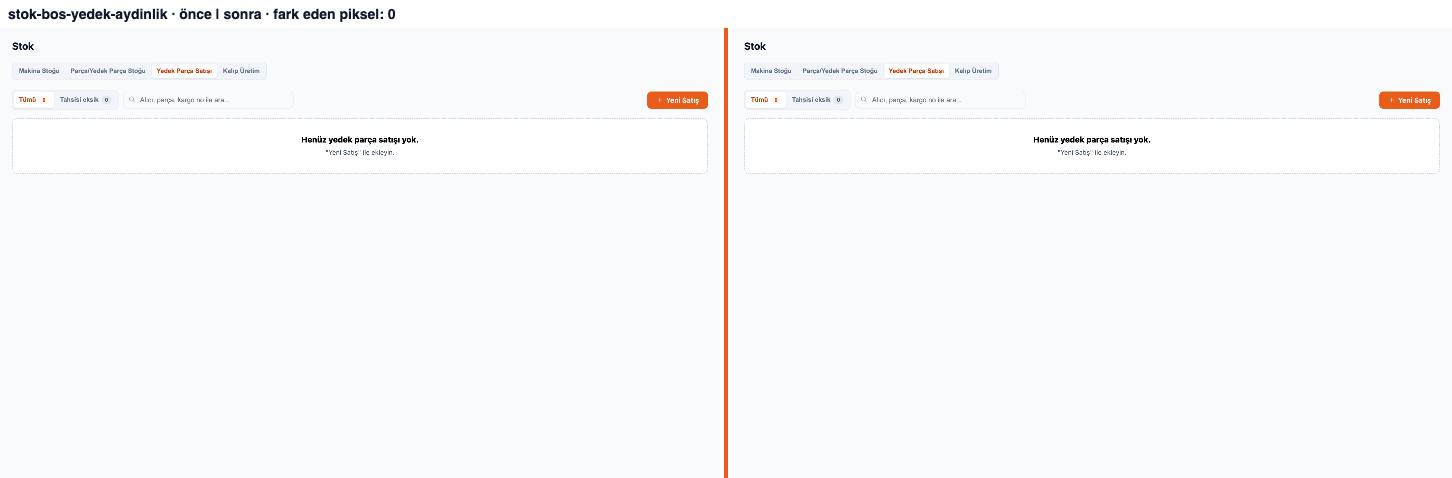 stok-bos-yedek-aydinlik · önce | sonra · fark eden piksel: 0
Stok
Makina Stoğu Parça/Yedek Parça Stoğu Yedek Parça Satışı Kalıp Üretim
Tümü 0 Tahsisi eksik 0 Alıcı, parça, kargo no ile ara... + Yeni Satış
Henüz yedek parça satışı yok.
"Yeni Satış" ile ekleyin.
Stok
Makina Stoğu Parça/Yedek Parça Stoğu Yedek Parça Satışı Kalıp Üretim
Tümü 0 Tahsisi eksik 0 Alıcı, parça, kargo no ile ara... + Yeni Satış
Henüz yedek parça satışı yok.
"Yeni Satış" ile ekleyin.